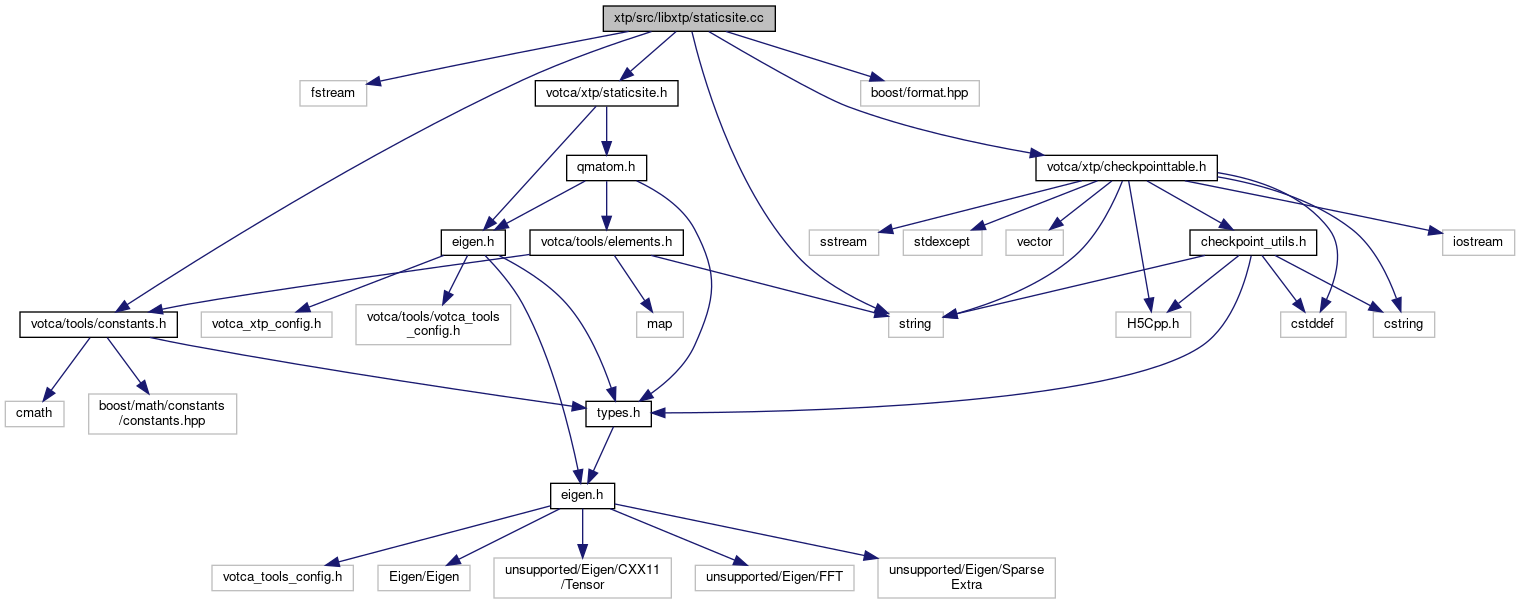 xtp/src/libxtp/staticsite.cc
fstream
votca/xtp/staticsite.h
boost/format.hpp
qmatom.h
votca/xtp/checkpointtable.h
eigen.h
votca/tools/elements.h
sstream
stdexcept
vector
checkpoint_utils.h
iostream
votca/tools/constants.h
votca_xtp_config.h
votca/tools/votca_tools
_config.h
map
string
H5Cpp.h
cstddef
cstring
cmath
boost/math/constants
/constants.hpp
types.h
eigen.h
votca_tools_config.h
Eigen/Eigen
unsupported/Eigen/CXX11
/Tensor
unsupported/Eigen/FFT
unsupported/Eigen/Sparse
Extra